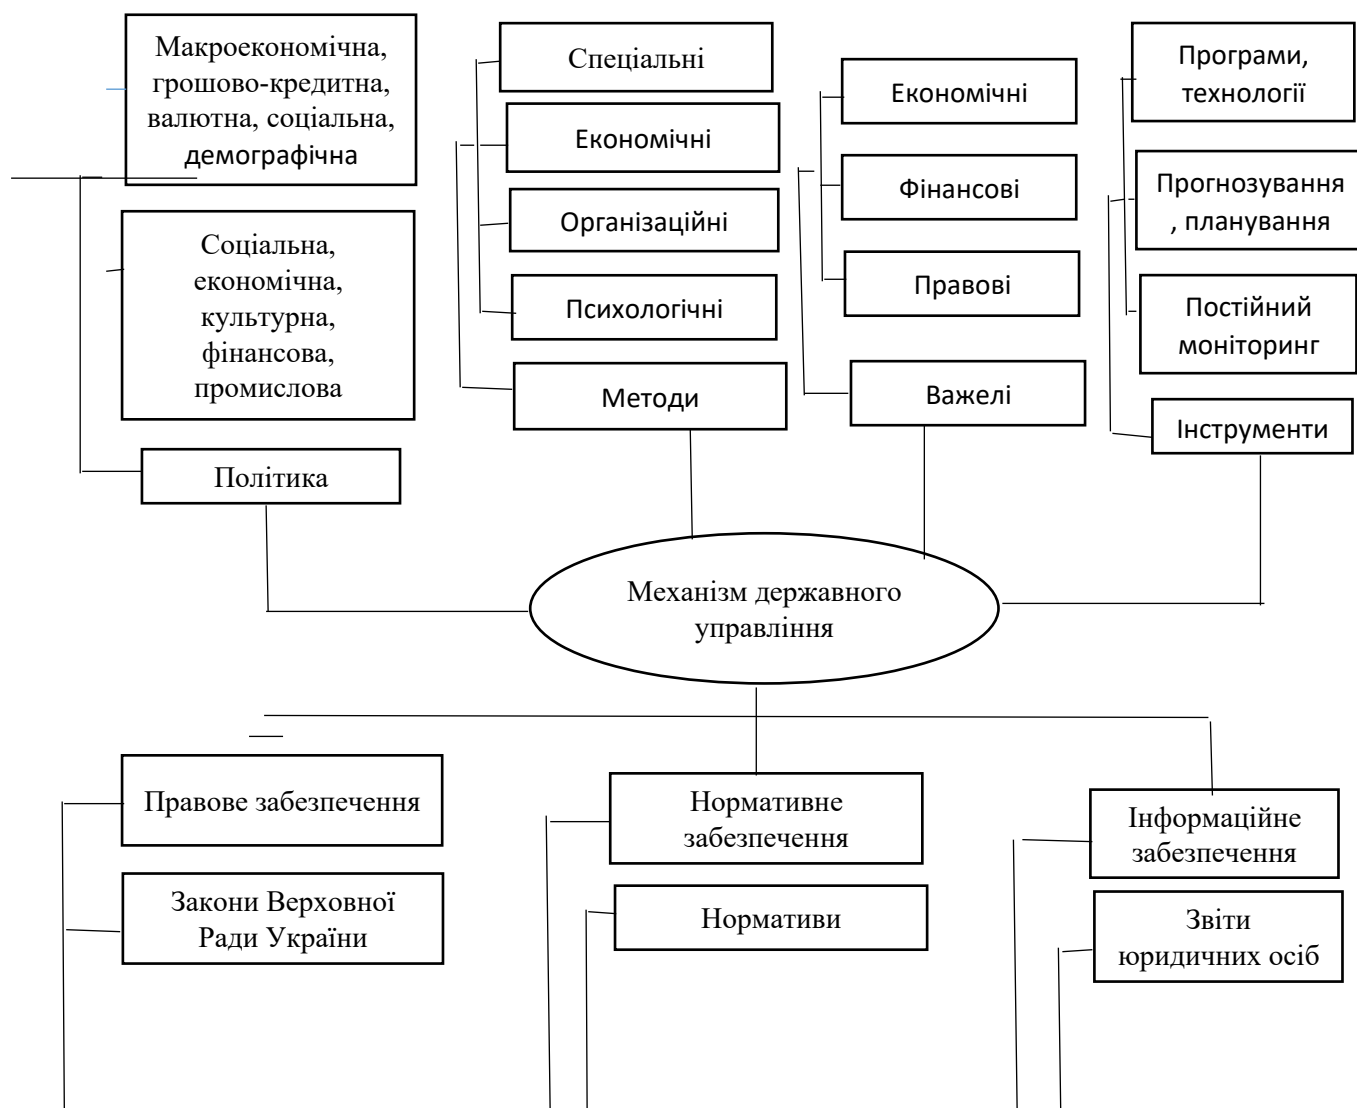 Макроекономічна,
грошово-кредитна,
валютна, соціальна,
демографічна
Соціальна,
економічна,
культурна,
фінансова,
промислова
Політика
Спеціальні
Економічні
Організаційні
Психологічні
Методи
Економічні
Фінансові
Правові
Важелі
Програми,
технології
Прогнозування
, планування
Постійний
моніторинг
Інструменти
Механізм державного
управління
Правове забезпечення
Закони Верховної
Ради України
Нормативне
забезпечення
Нормативи
Інформаційне
забезпечення
Звіти
юридичних осіб